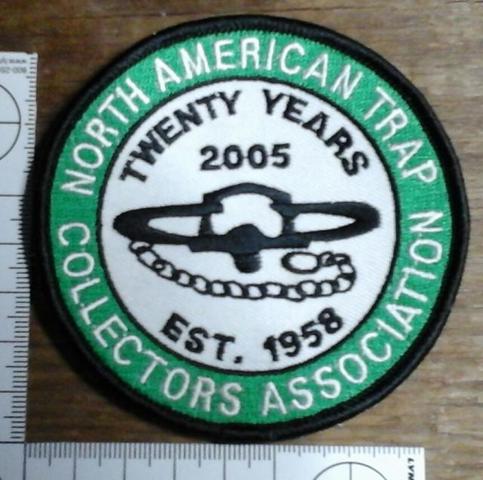 NORTH AMERICAN TRAP
COLLECTORS ASSOCIATION
TWENTY YEARS
2005
EST. 1958